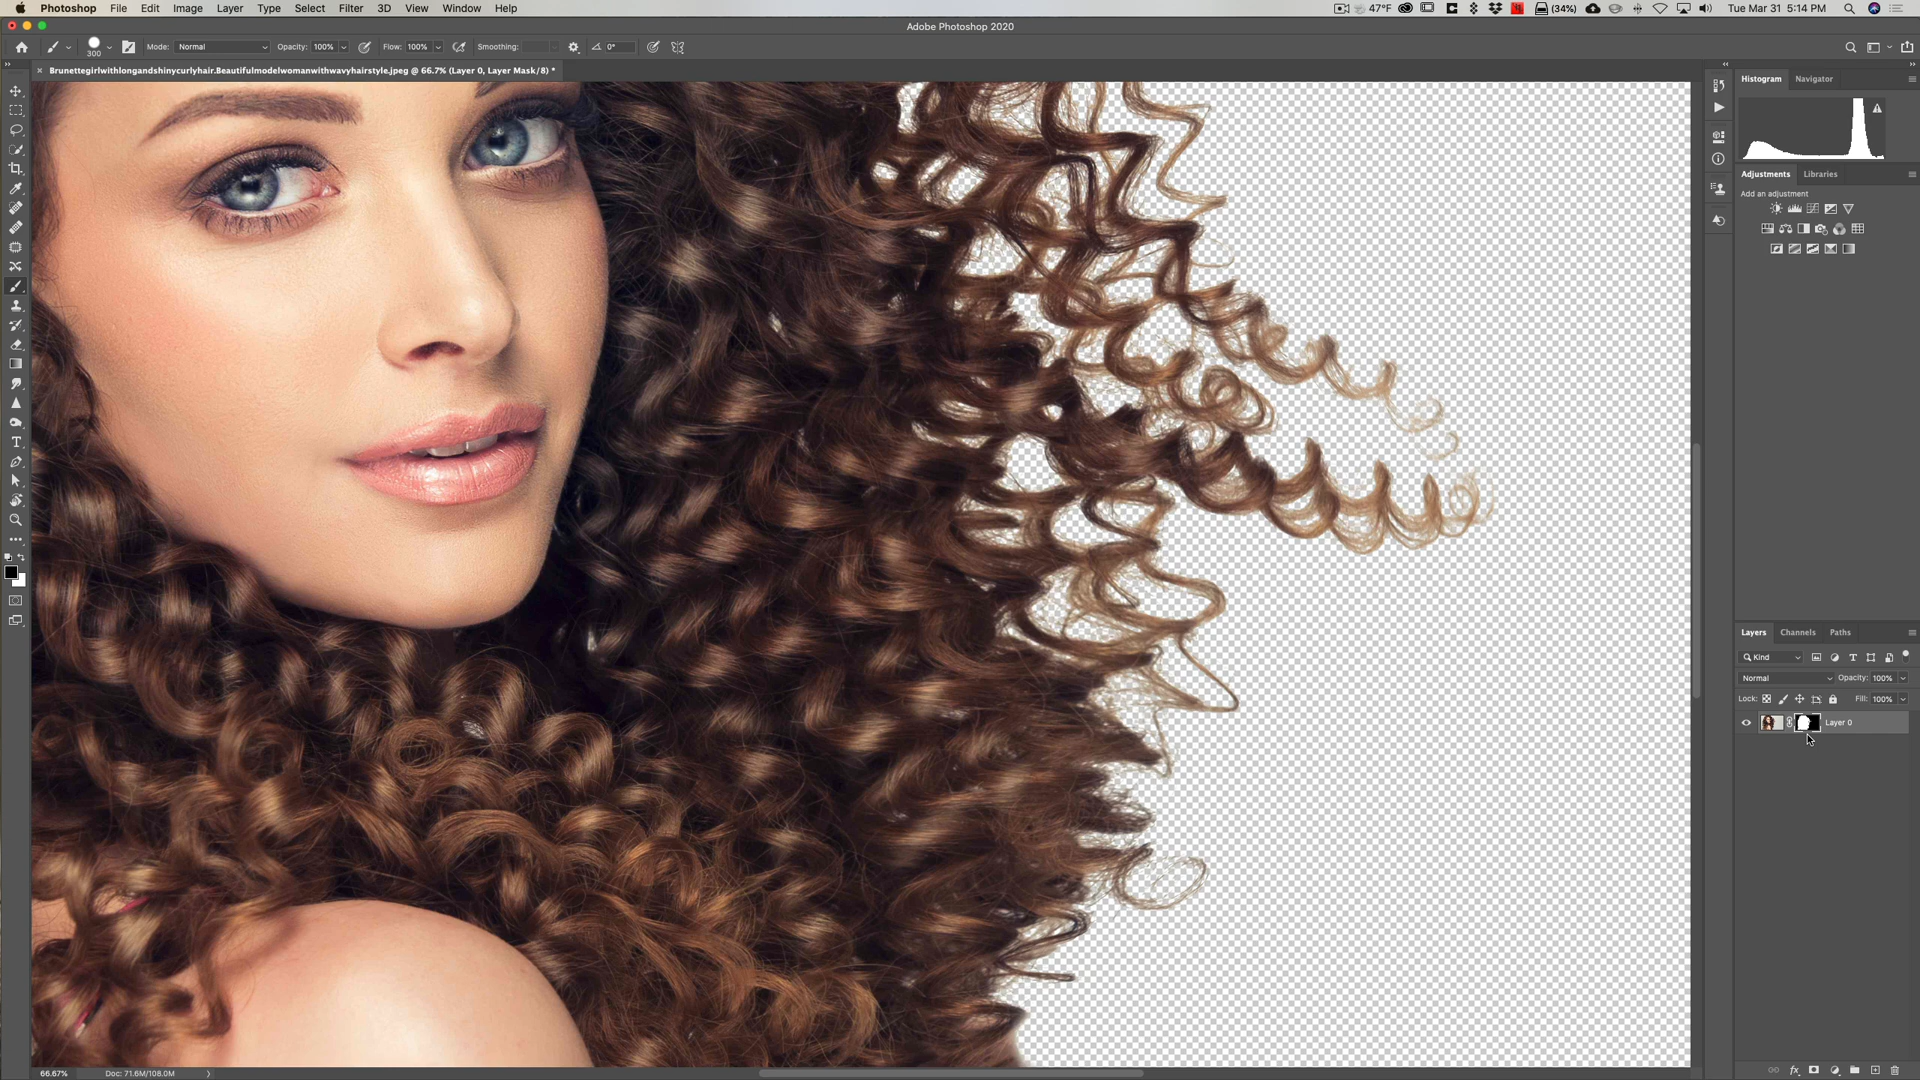 Photoshop File Edit Image Layer Type Select Filter 3D View Window Help 47°F (34%) Tue Mar 31 5:14 PM
Adobe Photoshop 2020
300 Mode: Normal Opacity: 100% Flow: 100% Smoothing: 0°
× Brunettegirlwithlongandshinycurlyhair.Beautifulmodelwomanwithwavyhairstyle.jpeg @ 66.7% (Layer 0, Layer Mask/8) *
Histogram Navigator
Adjustments Libraries
Add an adjustment
Layers Channels Paths
Kind
Normal Opacity: 100%
Lock: Fill: 100%
Layer 0
66.67% Doc: 71.6M/108.0M